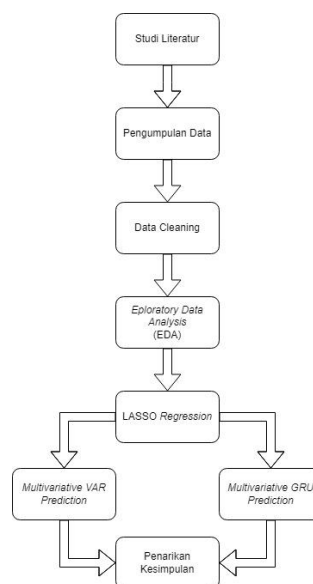 Studi Literatur
Pengumpulan Data
Data Cleaning
Eploratory Data
Analysis
(EDA)
LASSO Regression
Multivariative VAR
Prediction
Multivariative GRU
Prediction
Penarikan
Kesimpulan